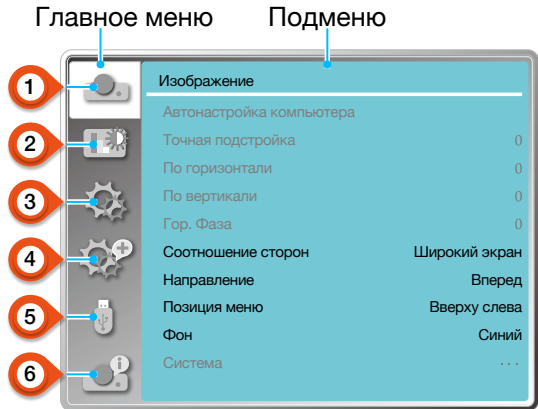 Главное меню Подменю
1 Изображение
Автонастройка компьютера
2 Точная подстройка 0
По горизонтали 0
3 По вертикали 0
Гор. Фаза 0
4 Соотношение сторон Широкий экран
Направление Вперед
5 Позиция меню Вверху слева
Фон Синий
6 Система ...